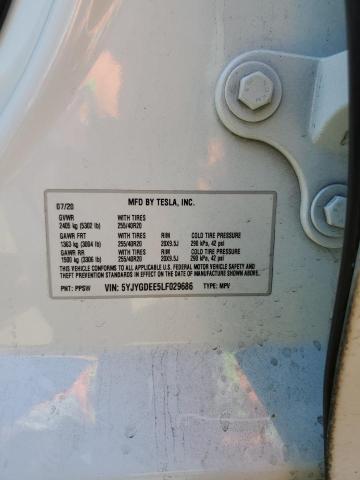 07/20 MFD BY TESLA, INC.
GVWR WITH TIRES
2405 kg (5302 lb) 255/40R20
GAWR FRT WITH TIRES RIM COLD TIRE PRESSURE
1363 kg (3004 lb) 255/40R20 20X9.5J 290 kPa, 42 psi
GAWR RR WITH TIRES RIM COLD TIRE PRESSURE
1500 kg (3306 lb) 255/40R20 20X9.5J 290 kPa, 42 psi
THIS VEHICLE CONFORMS TO ALL APPLICABLE U.S. FEDERAL MOTOR VEHICLE SAFETY AND
THEFT PREVENTION STANDARDS IN EFFECT ON THE DATE OF MANUFACTURE SHOWN ABOVE.
PNT: PPSW VIN: 5YJYGDEE5LF029686 TYPE: MPV